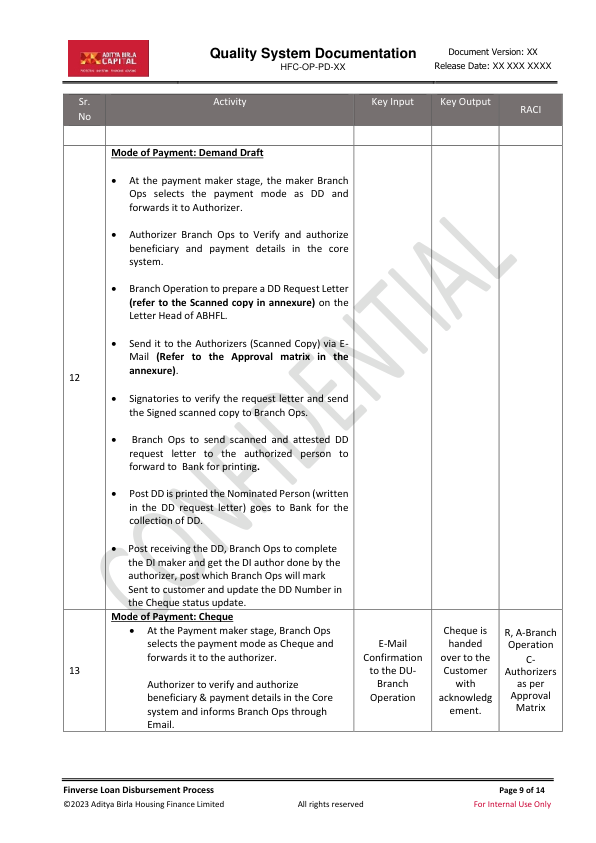 ADITYA BIRLA
CAPITAL
Quality System Documentation
HFC-OP-PD-XX
Document Version: XX
Release Date: XX XXX XXXX
Sr.
No
Activity
Key Input
Key Output
RACI
12
Mode of Payment: Demand Draft
• At the payment maker stage, the maker Branch
Ops selects the payment mode as DD and
forwards it to Authorizer.
• Authorizer Branch Ops to Verify and authorize
beneficiary and payment details in the core
system.
• Branch Operation to prepare a DD Request Letter
(refer to the Scanned copy in annexure) on the
Letter Head of ABHFL.
• Send it to the Authorizers (Scanned Copy) via E-
Mail (Refer to the Approval matrix in the
annexure).
• Signatories to verify the request letter and send
the Signed scanned copy to Branch Ops.
• Branch Ops to send scanned and attested DD
request letter to the authorized person to
forward to Bank for printing.
• Post DD is printed the Nominated Person (written
in the DD request letter) goes to Bank for the
collection of DD.
• Post receiving the DD, Branch Ops to complete
the DI maker and get the DI author done by the
authorizer, post which Branch Ops will mark
Sent to customer and update the DD Number in
the Cheque status update.
13
Mode of Payment: Cheque
• At the Payment maker stage, Branch Ops
selects the payment mode as Cheque and
forwards it to the authorizer.
Authorizer to verify and authorize
beneficiary & payment details in the Core
system and informs Branch Ops through
Email.
E-Mail
Confirmation
to the DU-
Branch
Operation
Cheque is
handed
over to the
Customer
with
acknowledg
ement.
R, A-Branch
Operation
C-
Authorizers
as per
Approval
Matrix
CONFIDENTIAL
Finverse Loan Disbursement Process
Page 9 of 14
©2023 Aditya Birla Housing Finance Limited
All rights reserved
For Internal Use Only